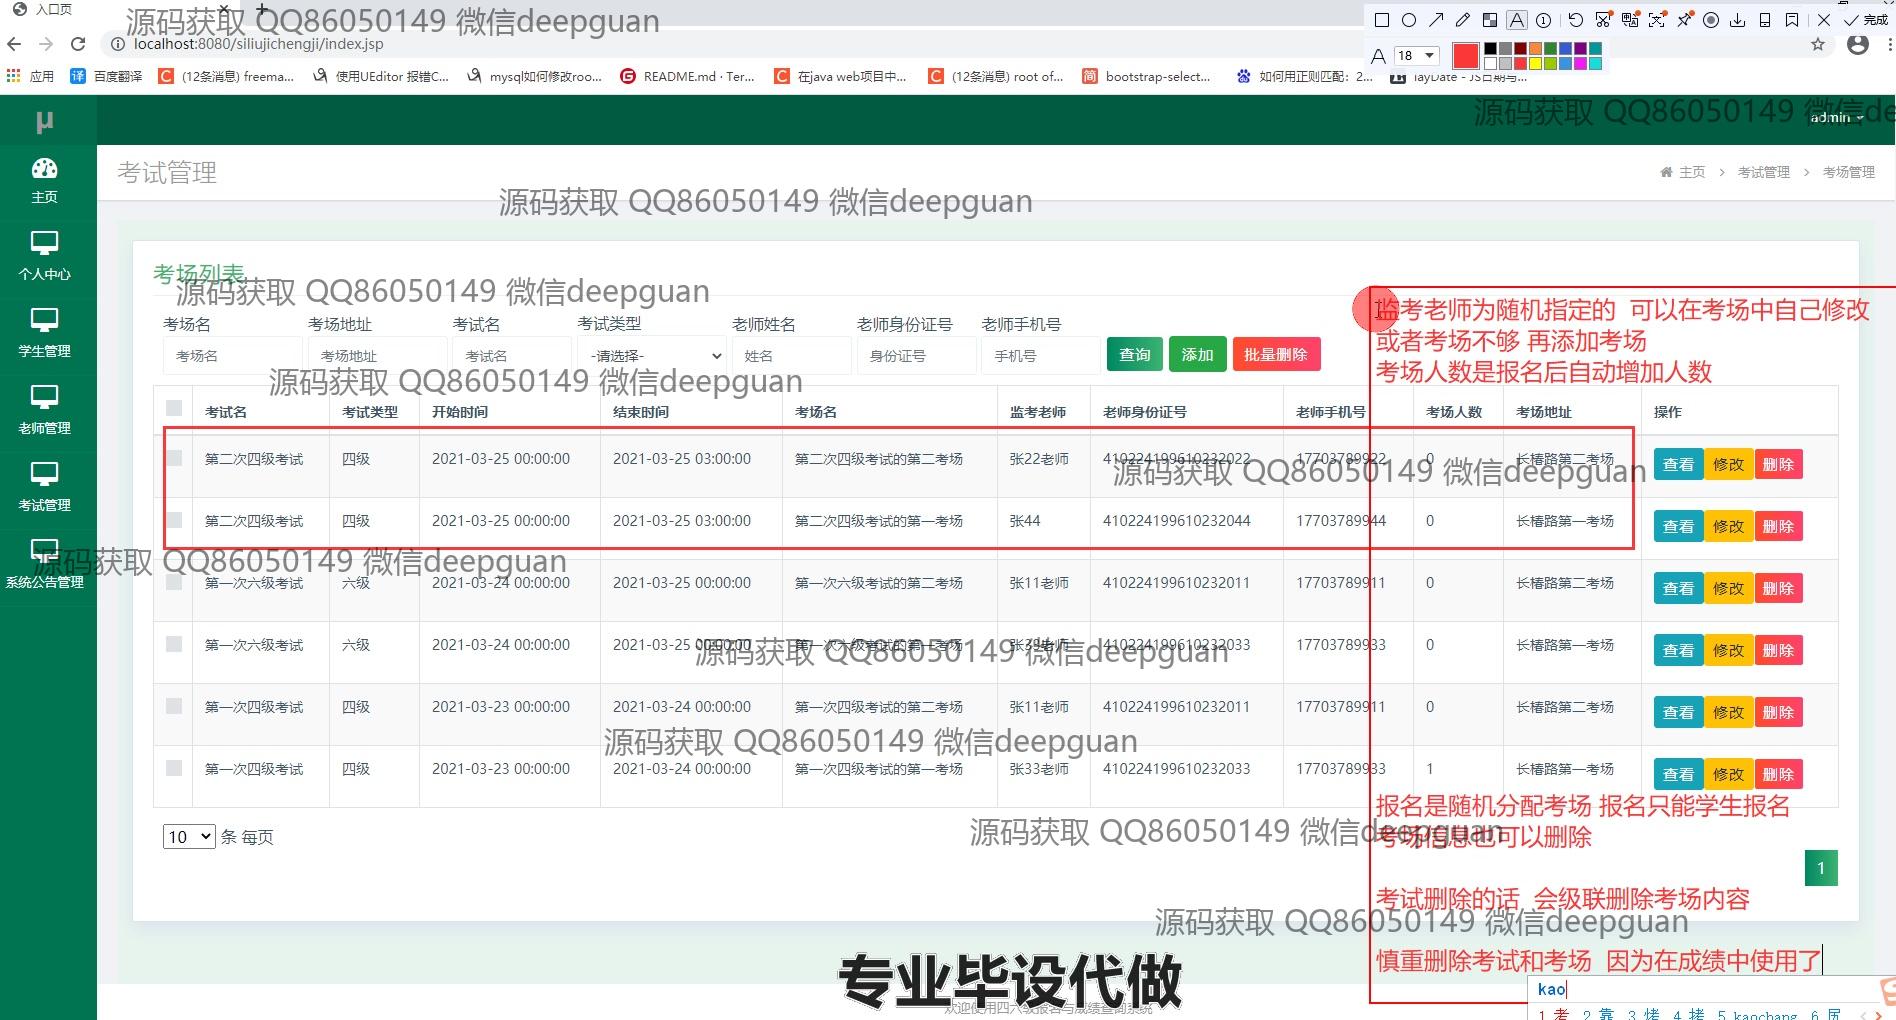 入口页
源码获取 QQ86050149 微信deepguan
完成
localhost:8080/siliujichengji/index.jsp
18
应用
百度翻译
(12条消息) freema...
使用UEditor 报错C...
mysql如何修改roo...
README.md · Ter...
在java web项目中...
(12条消息) root of...
bootstrap-select...
如何用正则匹配：2...
layDate - JS日期与...
源码获取 QQ86050149 微信de
μ
admin
主页
考试管理
主页 > 考试管理 > 考场管理
源码获取 QQ86050149 微信deepguan
个人中心
学生管理
老师管理
考试管理
系统公告管理
考场列表
源码获取 QQ86050149 微信deepguan
监考老师为随机指定的 可以在考场中自己修改
或者考场不够 再添加考场
考场人数是报名后自动增加人数
考场名 考场地址 考试名 考试类型 老师姓名 老师身份证号 老师手机号
考场名 考场地址 考试名 -请选择- 姓名 身份证号 手机号 查询 添加 批量删除
源码获取 QQ86050149 微信deepguan
考试名 考试类型 开始时间 结束时间 考场名 监考老师 老师身份证号 老师手机号 考场人数 考场地址 操作
第二次四级考试 四级 2021-03-25 00:00:00 2021-03-25 03:00:00 第二次四级考试的第二考场 张22老师 410224199610232022 17703789922 0 长椿路第二考场 查看 修改 删除
源码获取 QQ86050149 微信deepguan
第二次四级考试 四级 2021-03-25 00:00:00 2021-03-25 03:00:00 第二次四级考试的第一考场 张44 410224199610232044 17703789944 0 长椿路第一考场 查看 修改 删除
源码获取 QQ86050149 微信deepguan
第一次六级考试 六级 2021-03-24 00:00:00 2021-03-25 00:00:00 第一次六级考试的第二考场 张11老师 410224199610232011 17703789911 0 长椿路第二考场 查看 修改 删除
第一次六级考试 六级 2021-03-24 00:00:00 2021-03-25 00:00:00 第一次六级考试的第一考场 410224199610232033 17703789933 0 长椿路第一考场 查看 修改 删除
源码获取 QQ86050149 微信deepguan
第一次四级考试 四级 2021-03-23 00:00:00 2021-03-24 00:00:00 第一次四级考试的第二考场 张11老师 410224199610232011 17703789911 0 长椿路第二考场 查看 修改 删除
源码获取 QQ86050149 微信deepguan
第一次四级考试 四级 2021-03-23 00:00:00 2021-03-24 00:00:00 第一次四级考试的第一考场 张33老师 410224199610232033 17703789933 1 长椿路第一考场 查看 修改 删除
报名是随机分配考场 报名只能学生报名
考场信息也可以删除
10 条 每页
源码获取 QQ86050149 微信deepguan
1
考试删除的话 会级联删除考场内容
源码获取 QQ86050149 微信deepguan
慎重删除考试和考场 因为在成绩中使用了
专业毕设代做
欢迎使用四六级报名与成绩查询系统
kao
1 考 2 靠 3 烤 4 拷 5 kaochang 6 尻